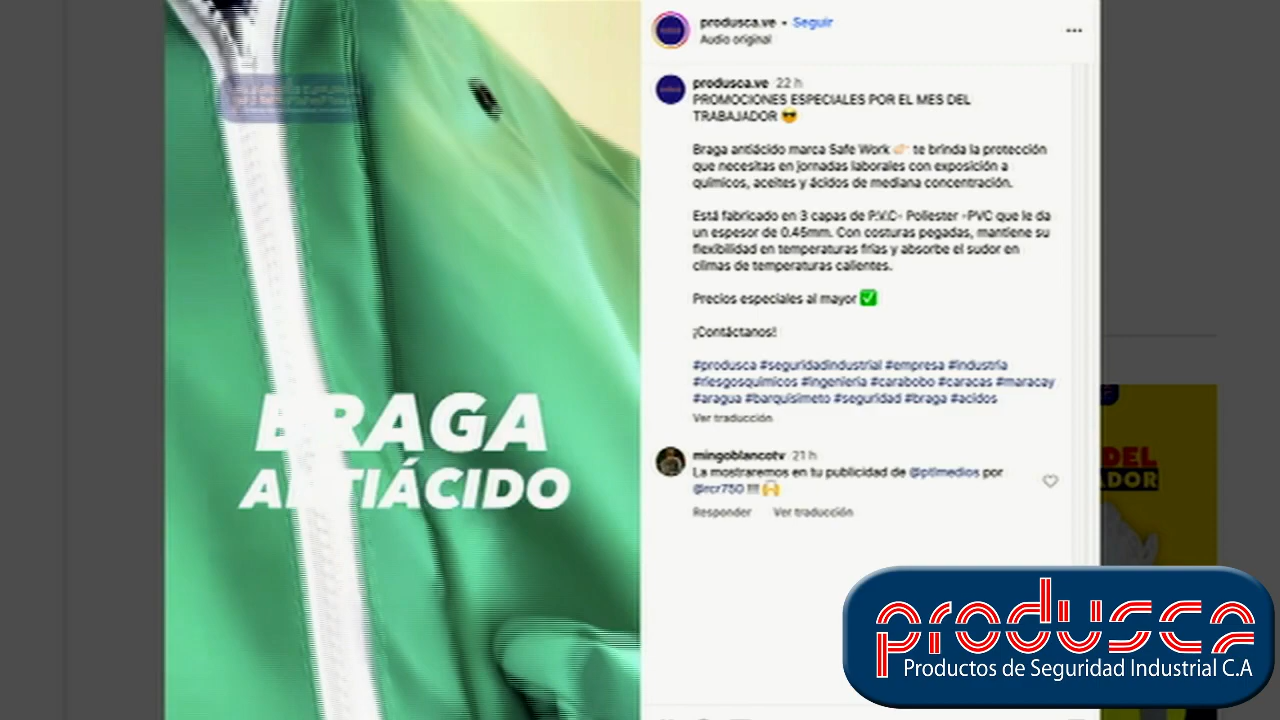 produsca
BRAGA
ANTIÁCIDO
produsca.ve • Seguir
Audio original
produsca.ve 22 h
PROMOCIONES ESPECIALES POR EL MES DEL
TRABAJADOR 😎
Braga antiácido marca Safe Work 👉🏻 te brinda la protección
que necesitas en jornadas laborales con exposición a
químicos, aceites y ácidos de mediana concentración.
Está fabricado en 3 capas de P.V.C- Poliester -PVC que le da
un espesor de 0.45mm. Con costuras pegadas, mantiene su
flexibilidad en temperaturas frías y absorbe el sudor en
climas de temperaturas calientes.
Precios especiales al mayor ✅
¡Contáctanos!
#produsca #seguridadindustrial #empresa #industria
#riesgosquimicos #ingenieria #carabobo #caracas #maracay
#aragua #barquisimeto #seguridad #braga #acidos
Ver traducción
mingoblancotv 21 h
La mostraremos en tu publicidad de @ptlmedios por
@rcr750 !!! 🙌
Responder Ver traducción
DEL
ADOR
produsca
Productos de Seguridad Industrial C.A